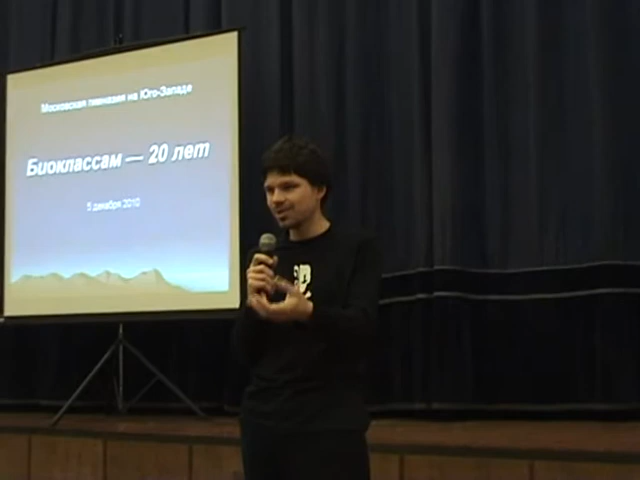 Московская гимназия на Юго-Западе
Биоклассам — 20 лет
5 декабря 2010